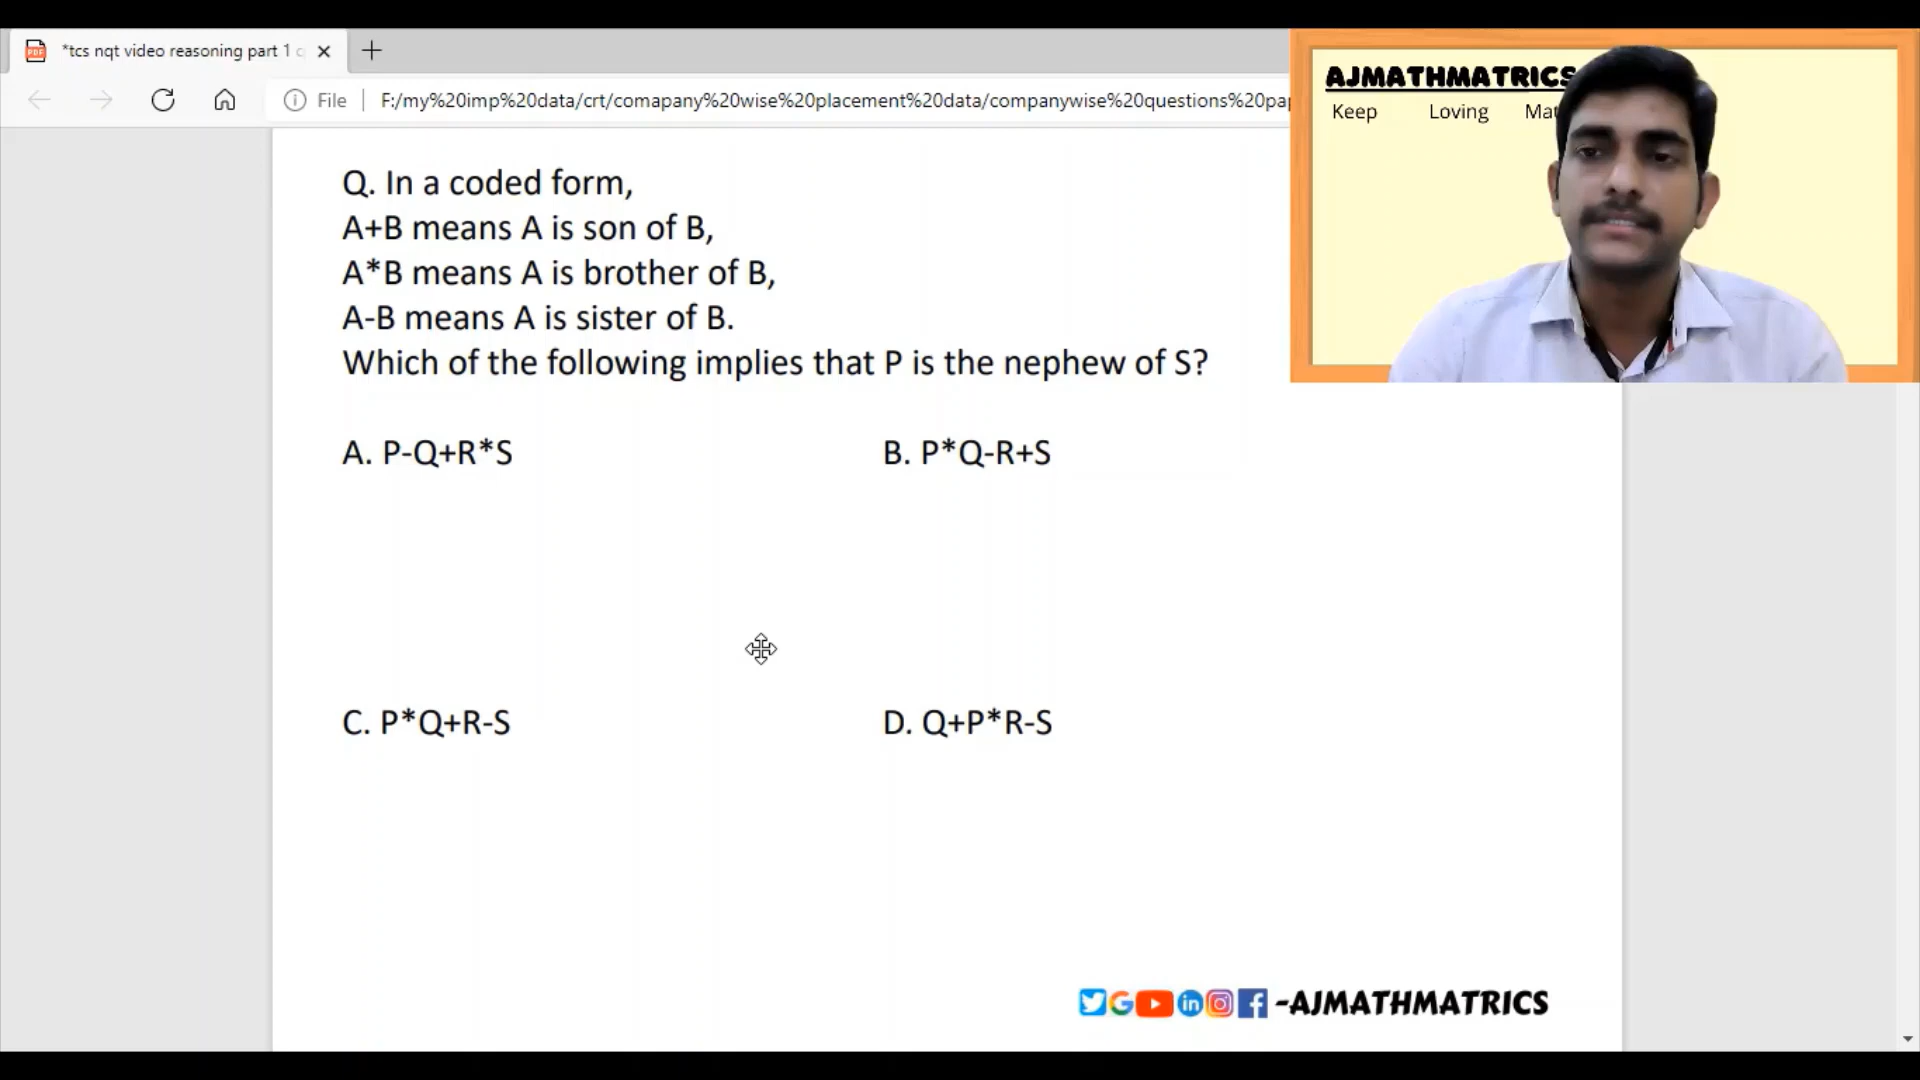 *tcs nqt video reasoning part 1
File
F:/my%20imp%20data/crt/comapany%20wise%20placement%20data/companywise%20questions%20pap
AJMATHMATRICS
Keep Loving Mat
Q. In a coded form,
A+B means A is son of B,
A*B means A is brother of B,
A-B means A is sister of B.
Which of the following implies that P is the nephew of S?
A. P-Q+R*S
B. P*Q-R+S
C. P*Q+R-S
D. Q+P*R-S
-AJMATHMATRICS